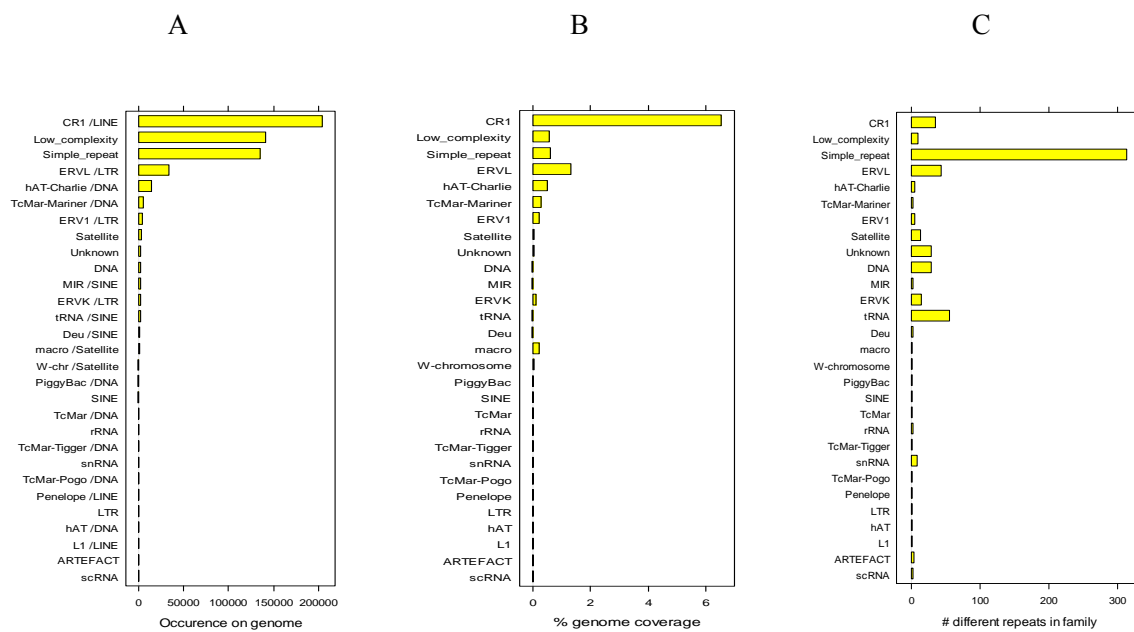 A
CR1 /LINE
Low_complexity
Simple_repeat
ERVL /LTR
hAT-Charlie /DNA
TcMar-Mariner /DNA
ERV1 /LTR
Satellite
Unknown
DNA
MIR /SINE
ERVK /LTR
tRNA /SINE
Deu /SINE
macro /Satellite
W-chr /Satellite
PiggyBac /DNA
SINE
TcMar /DNA
rRNA
TcMar-Tigger /DNA
snRNA
TcMar-Pogo /DNA
Penelope /LINE
LTR
hAT /DNA
L1 /LINE
ARTEFACT
scRNA
0 50000 100000 150000 200000
Occurence on genome
B
CR1
Low_complexity
Simple_repeat
ERVL
hAT-Charlie
TcMar-Mariner
ERV1
Satellite
Unknown
DNA
MIR
ERVK
tRNA
Deu
macro
W-chromosome
PiggyBac
SINE
TcMar
rRNA
TcMar-Tigger
snRNA
TcMar-Pogo
Penelope
LTR
hAT
L1
ARTEFACT
scRNA
0 2 4 6
% genome coverage
C
CR1
Low_complexity
Simple_repeat
ERVL
hAT-Charlie
TcMar-Mariner
ERV1
Satellite
Unknown
DNA
MIR
ERVK
tRNA
Deu
macro
W-chromosome
PiggyBac
SINE
TcMar
rRNA
TcMar-Tigger
snRNA
TcMar-Pogo
Penelope
LTR
hAT
L1
ARTEFACT
scRNA
0 100 200 300
# different repeats in family